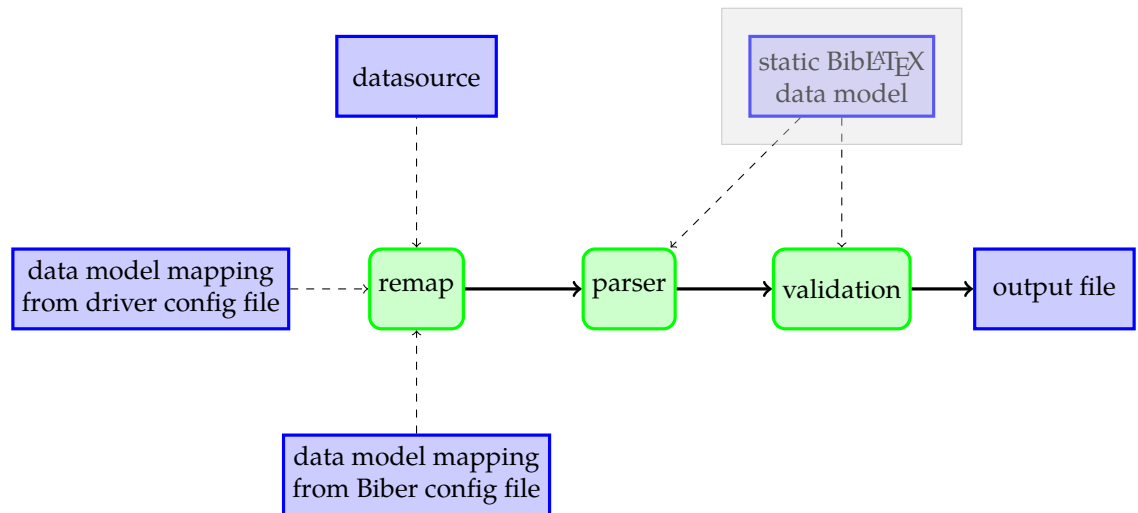 datasource
static BibLATEX
data model
data model mapping
from driver config file
remap
parser
validation
output file
data model mapping
from Biber config file